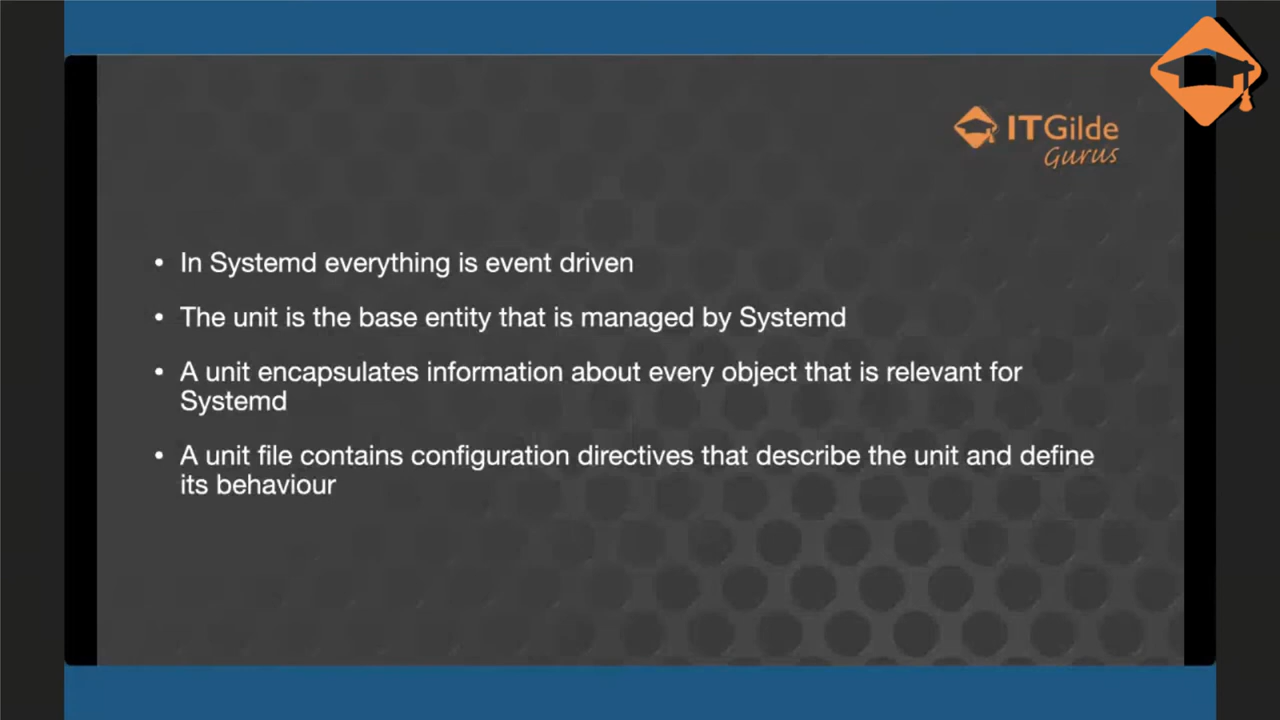 ITGilde
Gurus
• In Systemd everything is event driven
• The unit is the base entity that is managed by Systemd
• A unit encapsulates information about every object that is relevant for
Systemd
• A unit file contains configuration directives that describe the unit and define
its behaviour